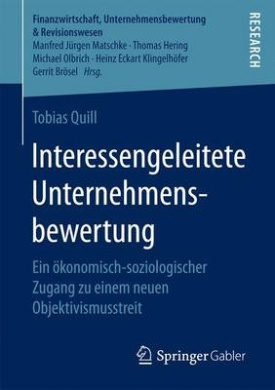 Finanzwirtschaft, Unternehmensbewertung
& Revisionswesen
Manfred Jürgen Matschke · Thomas Hering
Michael Olbrich · Heinz Eckart Klingelhöfer
Gerrit Brösel Hrsg.
RESEARCH
Tobias Quill
Interessengeleitete
Unternehmens-
bewertung
Ein ökonomisch-soziologischer
Zugang zu einem neuen
Objektivismusstreit
Springer Gabler